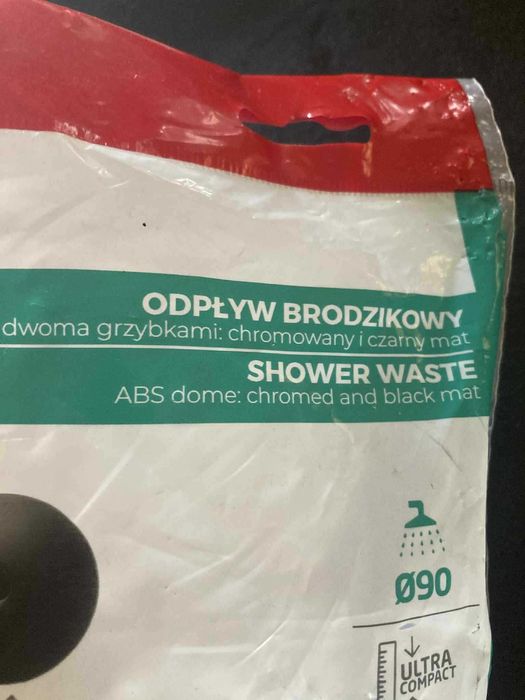 ODPŁYW BRODZIKOWY
dwoma grzybkami: chromowany i czarny mat
SHOWER WASTE
ABS dome: chromed and black mat
Ø90
ULTRA
COMPACT